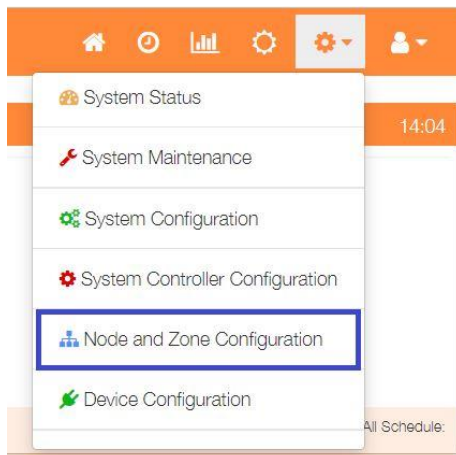 System Status
14:04
System Maintenance
System Configuration
System Controller Configuration
Node and Zone Configuration
Device Configuration
All Schedule: